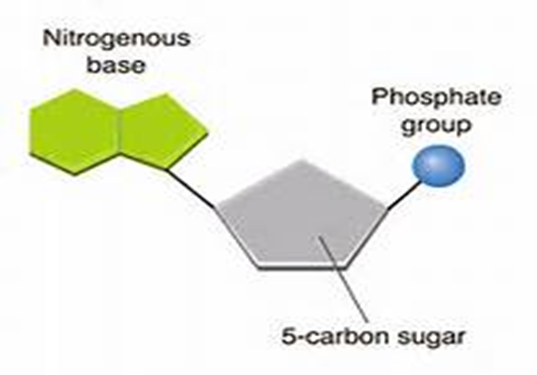 Nitrogenous
base
Phosphate
group
5-carbon sugar